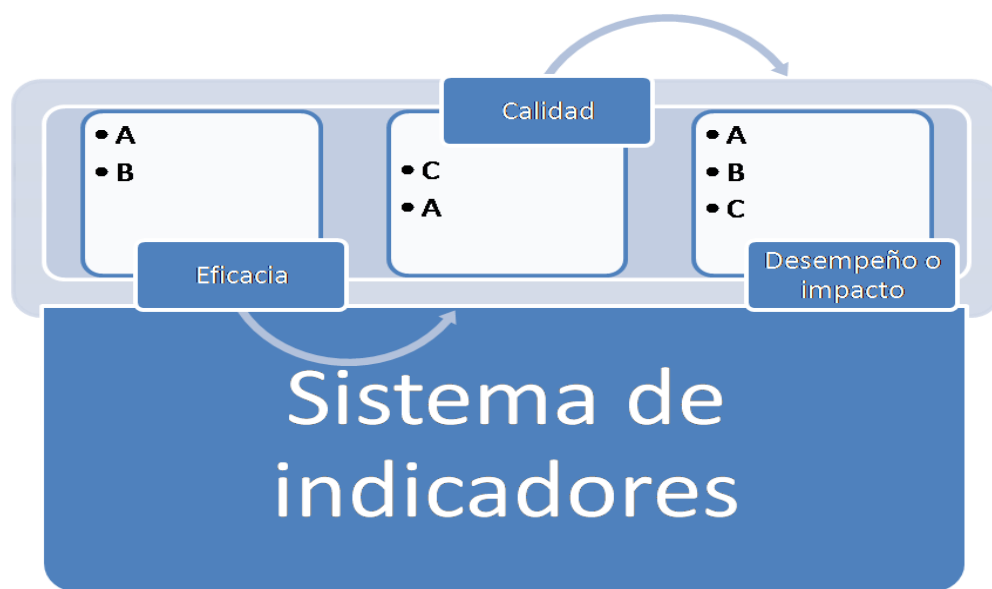 • A
• B
Eficacia
Calidad
• C
• A
• A
• B
• C
Desempeño o
impacto
Sistema de
indicadores